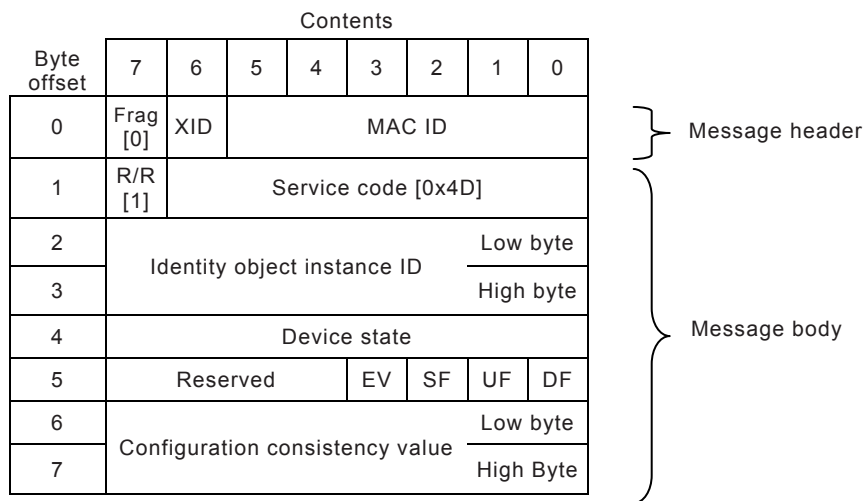 Contents
Byte offset 7 6 5 4 3 2 1 0
0 Frag [0] XID MAC ID Message header
1 R/R [1] Service code [0x4D]
2 Identity object instance ID Low byte
3 High byte
4 Device state Message body
5 Reserved EV SF UF DF
6 Configuration consistency value Low byte
7 High Byte